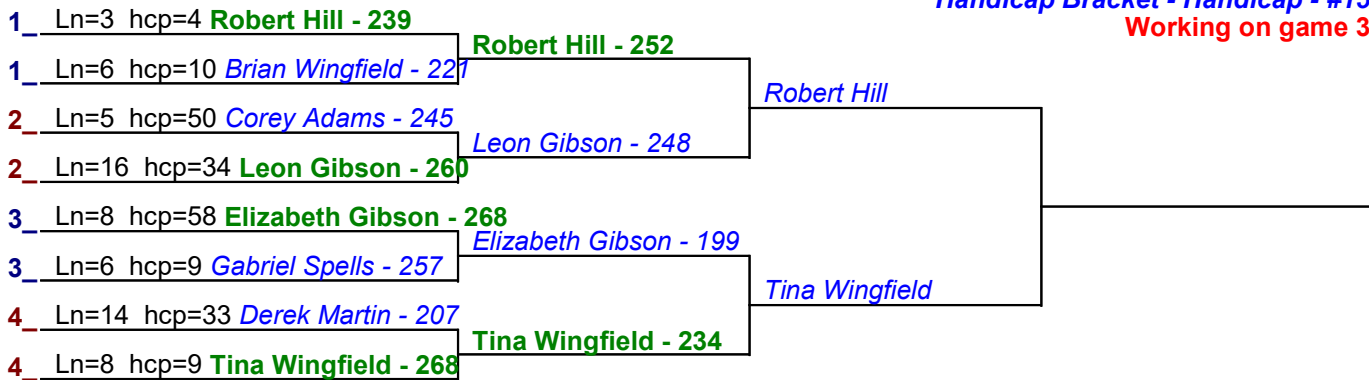 Handicap Bracket - Handicap - #13
Working on game 3
1_ Ln=3 hcp=4 Robert Hill - 239
Robert Hill - 252
1_ Ln=6 hcp=10 Brian Wingfield - 221
Robert Hill
2_ Ln=5 hcp=50 Corey Adams - 245
Leon Gibson - 248
2_ Ln=16 hcp=34 Leon Gibson - 260
3_ Ln=8 hcp=58 Elizabeth Gibson - 268
Elizabeth Gibson - 199
3_ Ln=6 hcp=9 Gabriel Spells - 257
Tina Wingfield
4_ Ln=14 hcp=33 Derek Martin - 207
Tina Wingfield - 234
4_ Ln=8 hcp=9 Tina Wingfield - 268